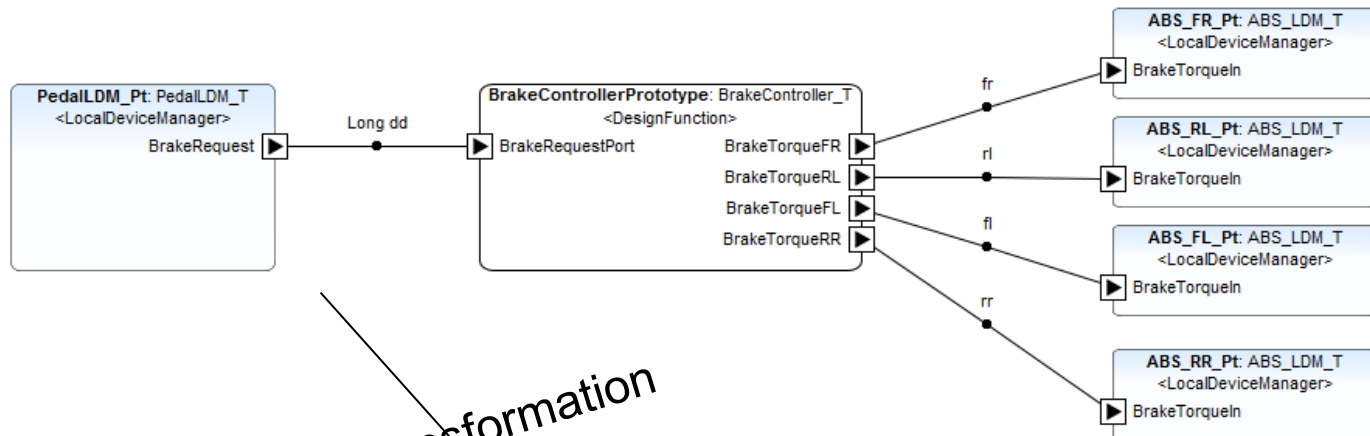 PedalLDM_Pt: PedalLDM_T
<LocalDeviceManager>
BrakeRequest
Long dd
BrakeControllerPrototype: BrakeController_T
<DesignFunction>
BrakeRequestPort
BrakeTorqueFR
BrakeTorqueRL
BrakeTorqueFL
BrakeTorqueRR
fr
rl
fl
rr
ABS_FR_Pt: ABS_LDM_T
<LocalDeviceManager>
BrakeTorqueIn
ABS_RL_Pt: ABS_LDM_T
<LocalDeviceManager>
BrakeTorqueIn
ABS_FL_Pt: ABS_LDM_T
<LocalDeviceManager>
BrakeTorqueIn
ABS_RR_Pt: ABS_LDM_T
<LocalDeviceManager>
BrakeTorqueIn